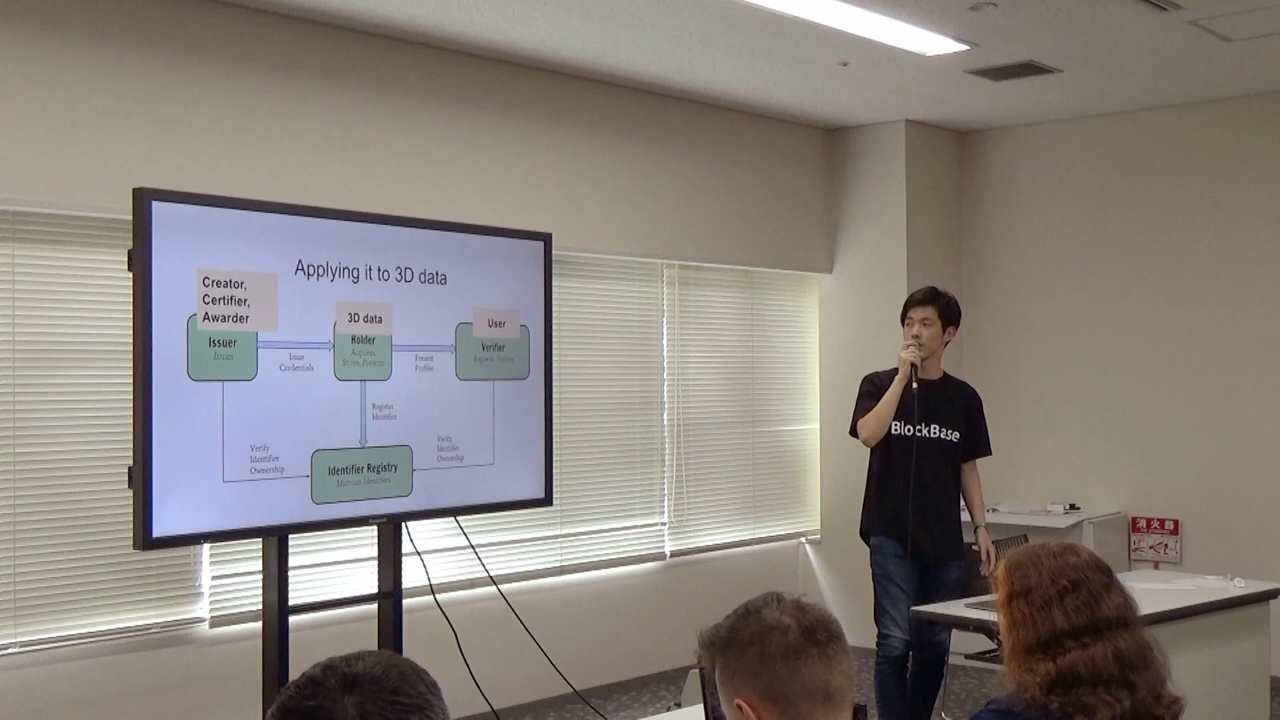 Applying it to 3D data
Creator,
Certifier,
Awarder
3D data
User
Issuer
Issues
Holder
Acquires,
Stores, Presents
Verifier
Requests, Verifies
Issue
Credentials
Present
Profiles
Register
Identifier
Verify
Identifier
Ownership
Verify
Identifier
Ownership
Identifier Registry
Maintain Identifiers
Panasonic
BlockBase
消火器